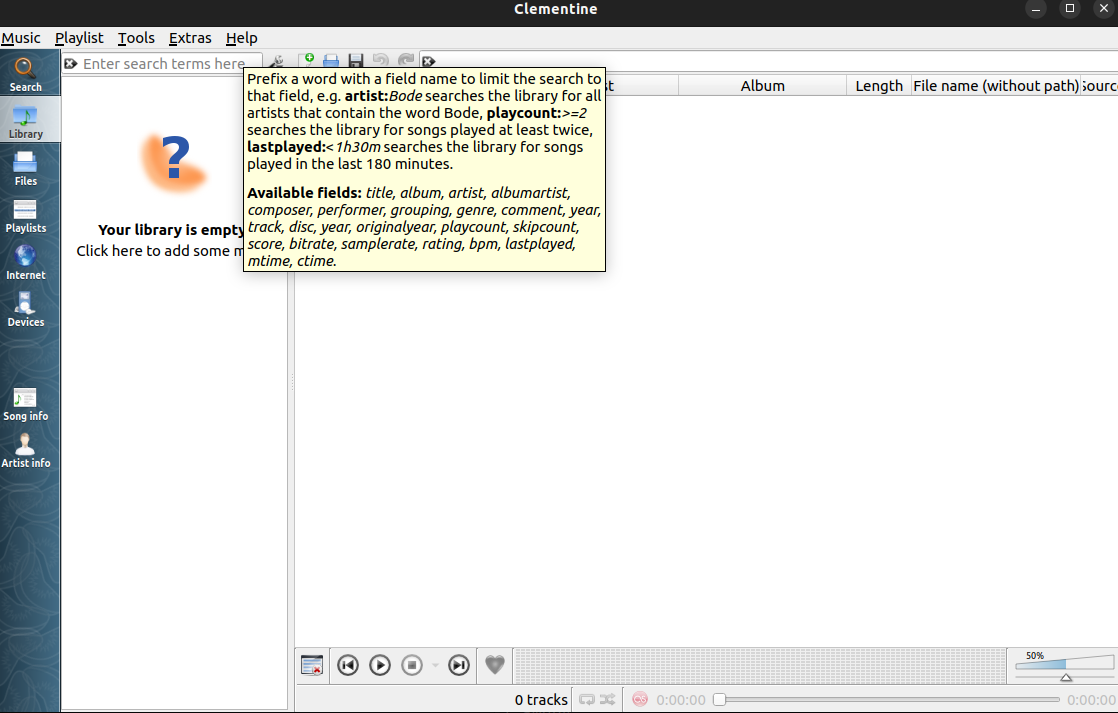 Clementine
Music Playlist Tools Extras Help
Search
Library
Files
Playlists
Internet
Devices
Song info
Artist info
Enter search terms here
Your library is empty
Click here to add some m
Prefix a word with a field name to limit the search to
that field, e.g. artist:Bode searches the library for all
artists that contain the word Bode, playcount:>=2
searches the library for songs played at least twice,
lastplayed:<1h30m searches the library for songs
played in the last 180 minutes.
Available fields: title, album, artist, albumartist,
composer, performer, grouping, genre, comment, year,
track, disc, year, originalyear, playcount, skipcount,
score, bitrate, samplerate, rating, bpm, lastplayed,
mtime, ctime.
Album Length File name (without path)
50%
0 tracks 0:00:00 0:00:00